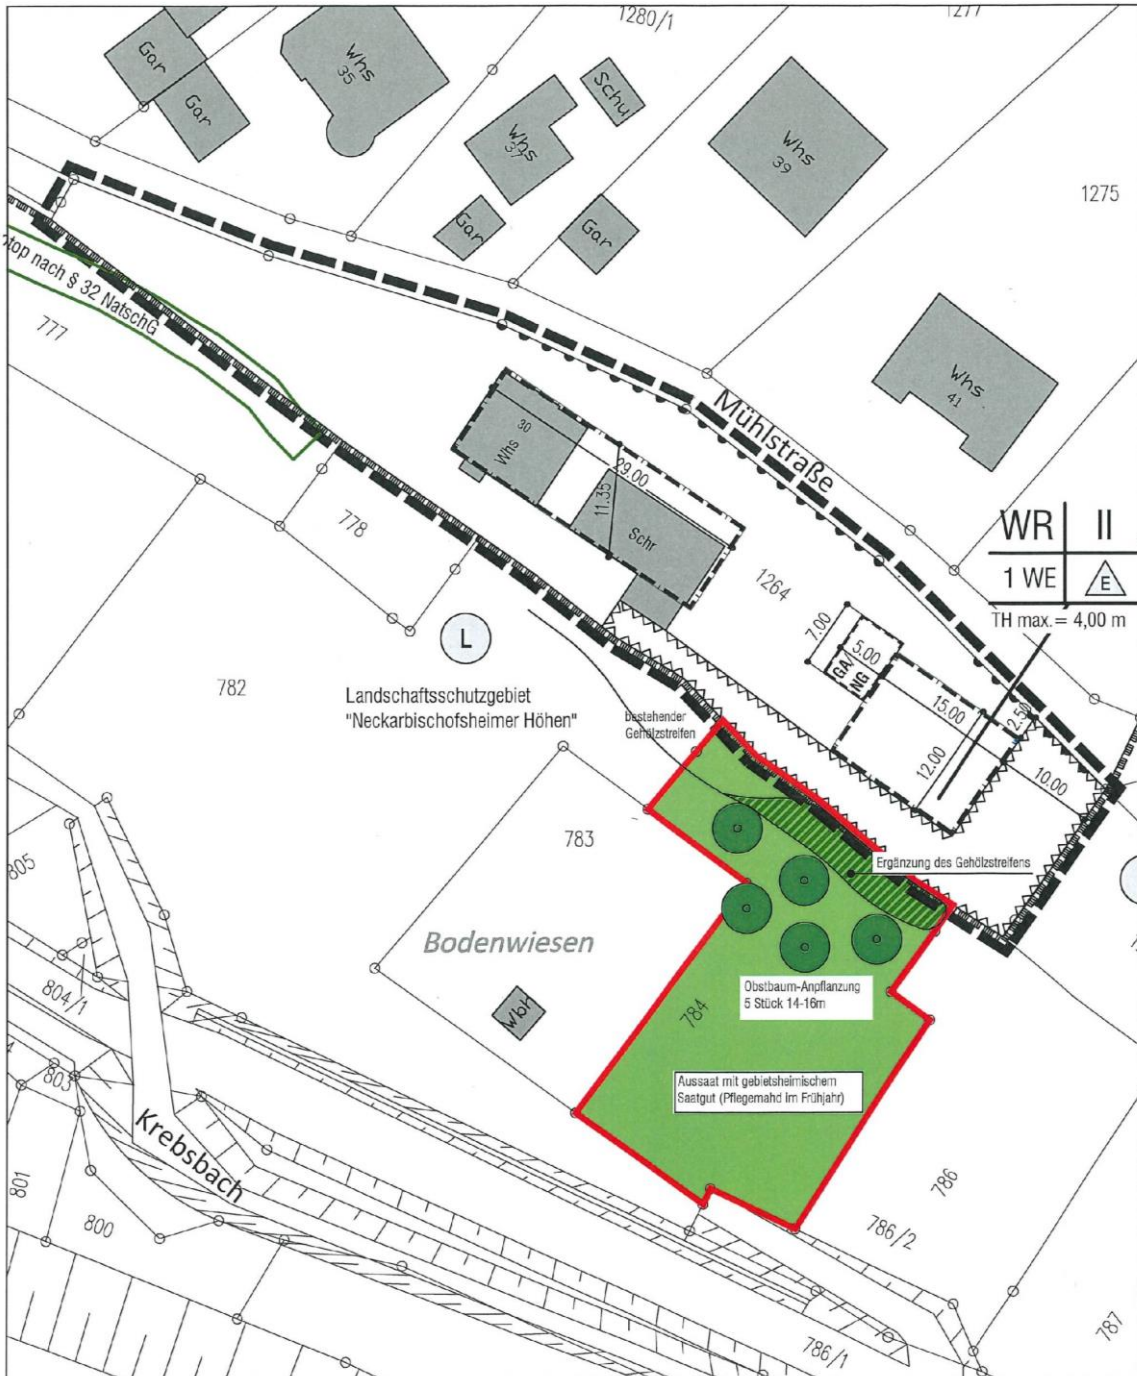 1280/1
1277
Gar
Gar
Whs
35
Whs
37
Schu
Whs
39
1275
Gar
Gar
top nach § 32 NatschG
777
Whs
41
Mühlstraße
30
Whs
29.00
11.35
Schr
778
1264
WR II
1 WE E
TH max. = 4,00 m
7.00
5.00
GA/
NG
15.00
2.50
12.00
10.00
L
782
Landschaftsschutzgebiet
"Neckarbischofsheimer Höhen"
bestehender
Gehölzstreifen
783
Ergänzung des Gehölzstreifens
805
Bodenwiesen
804/1
Wbh
784
Obstbaum-Anpflanzung
5 Stück 14-16m
803
Aussaat mit gebietsheimischem
Saatgut (Pflegemahd im Frühjahr)
Krebsbach
801
800
786
786/2
786/1
787